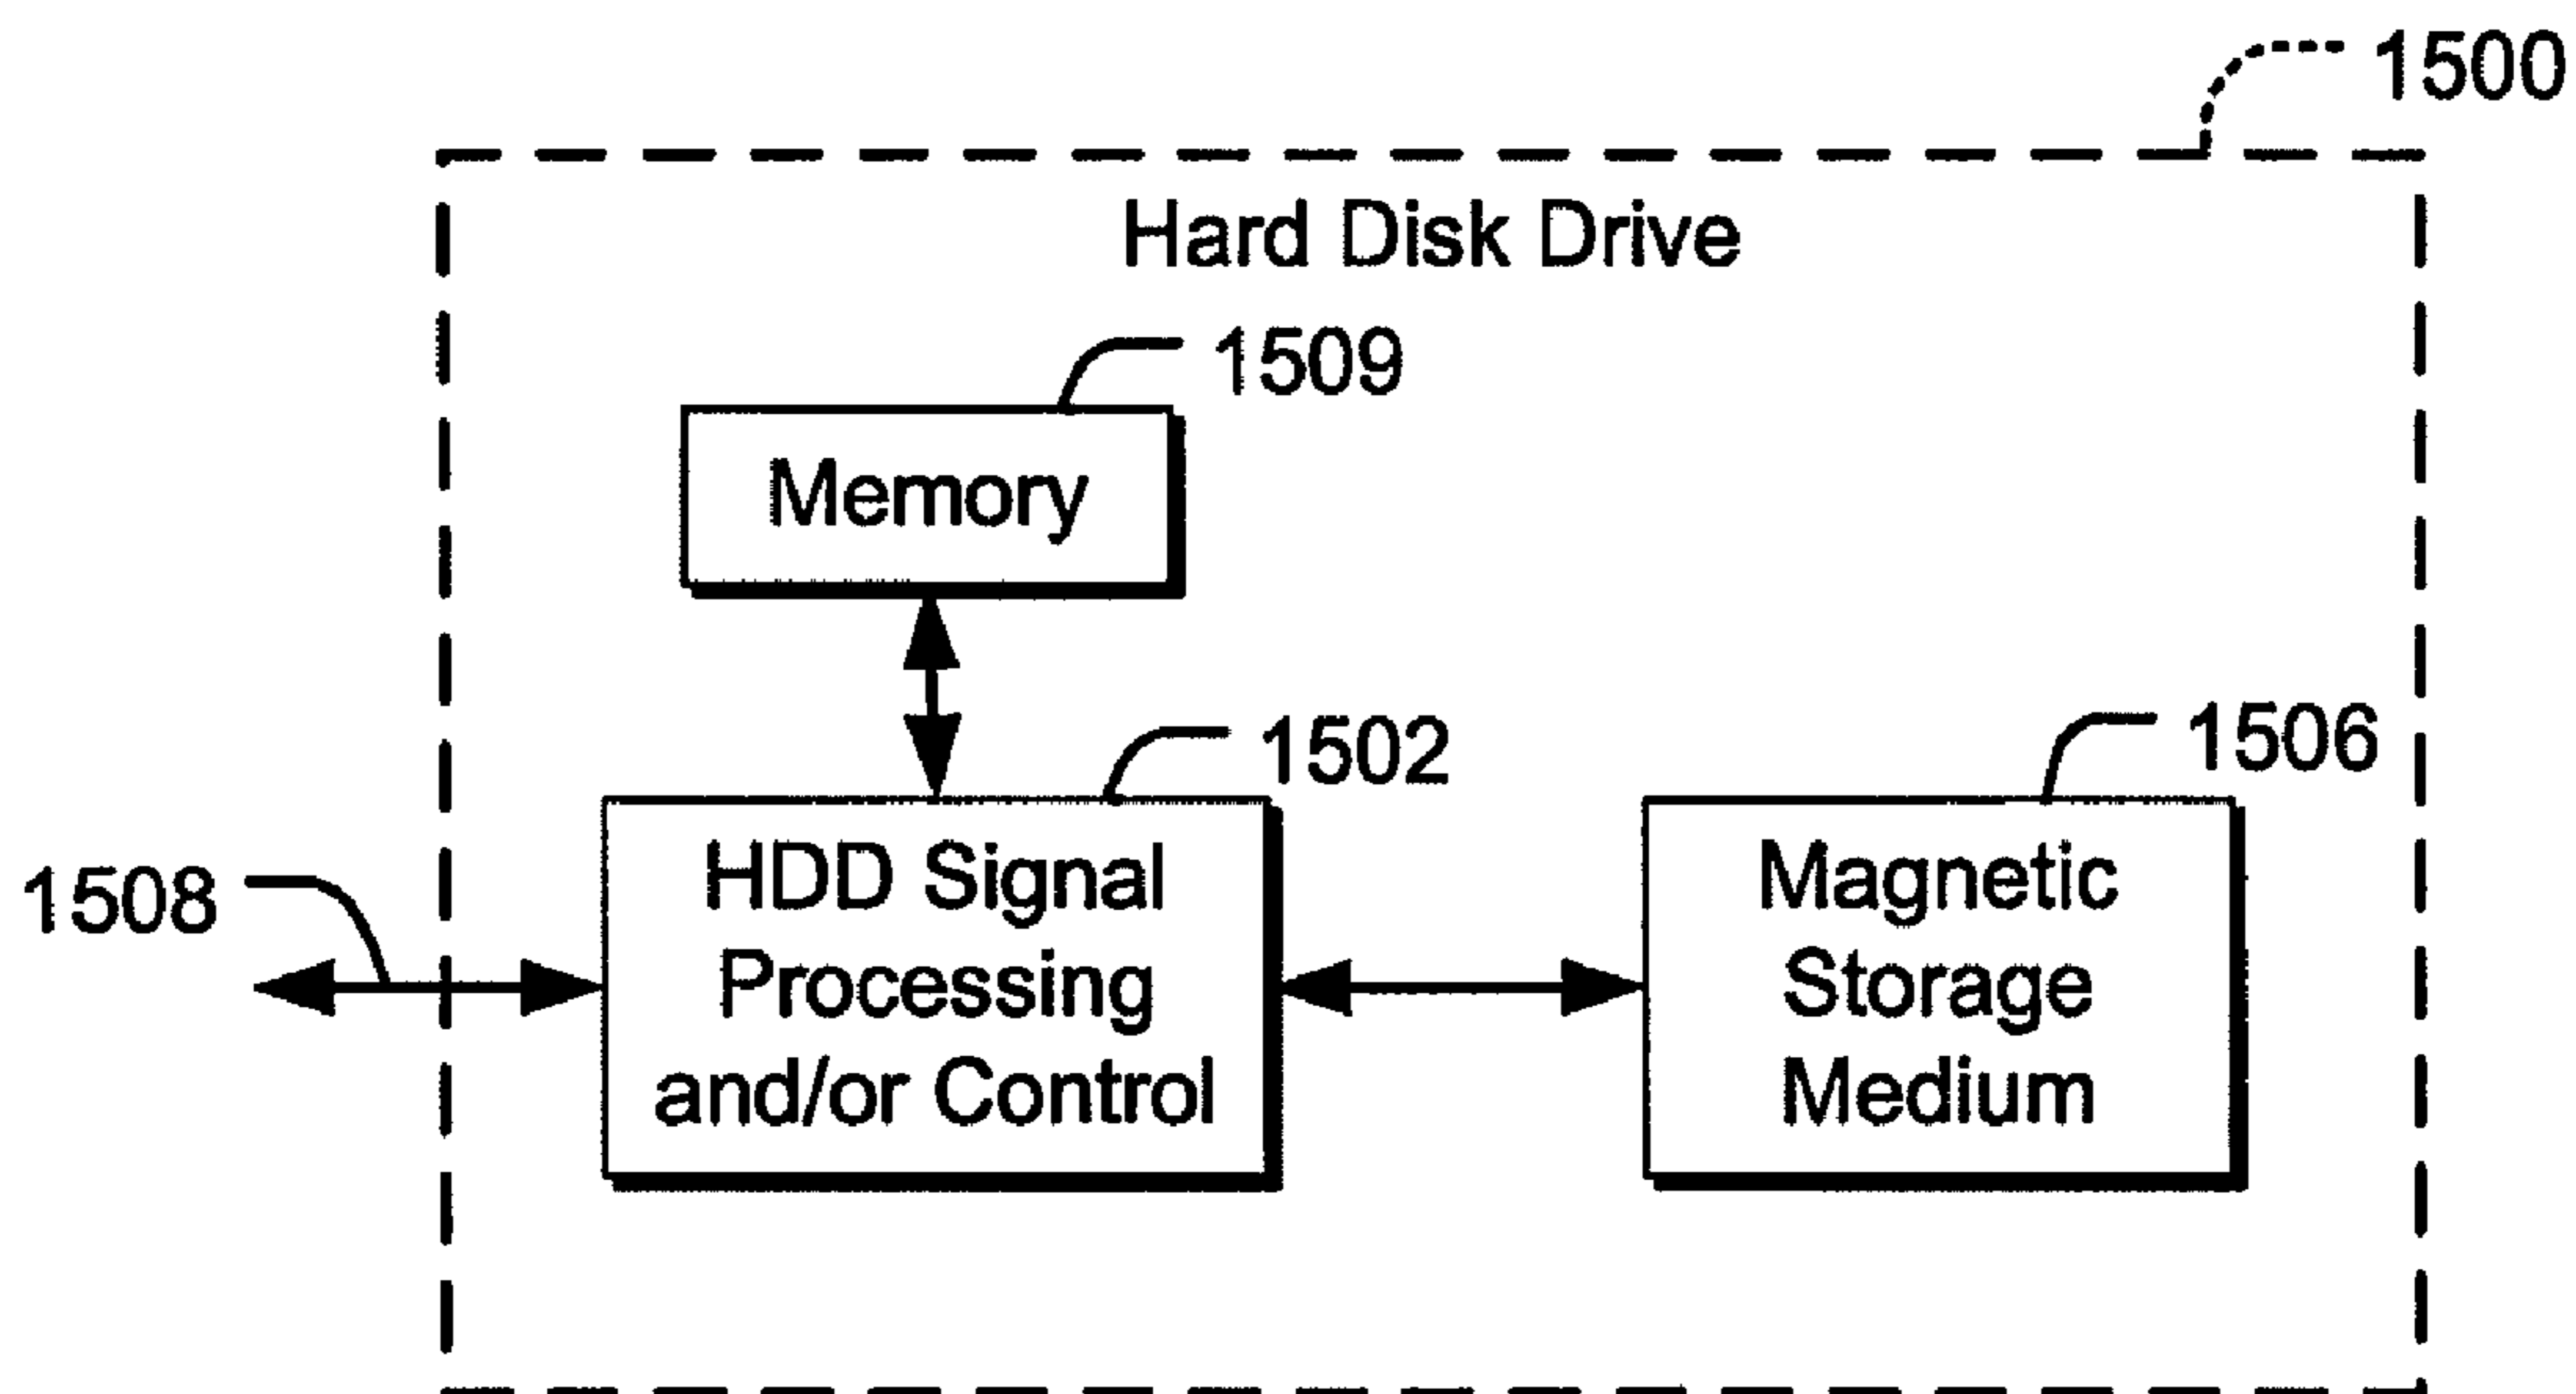 1500
Hard Disk Drive
1509
Memory
1502
1506
1508
HDD Signal
Processing
and/or Control
Magnetic
Storage
Medium